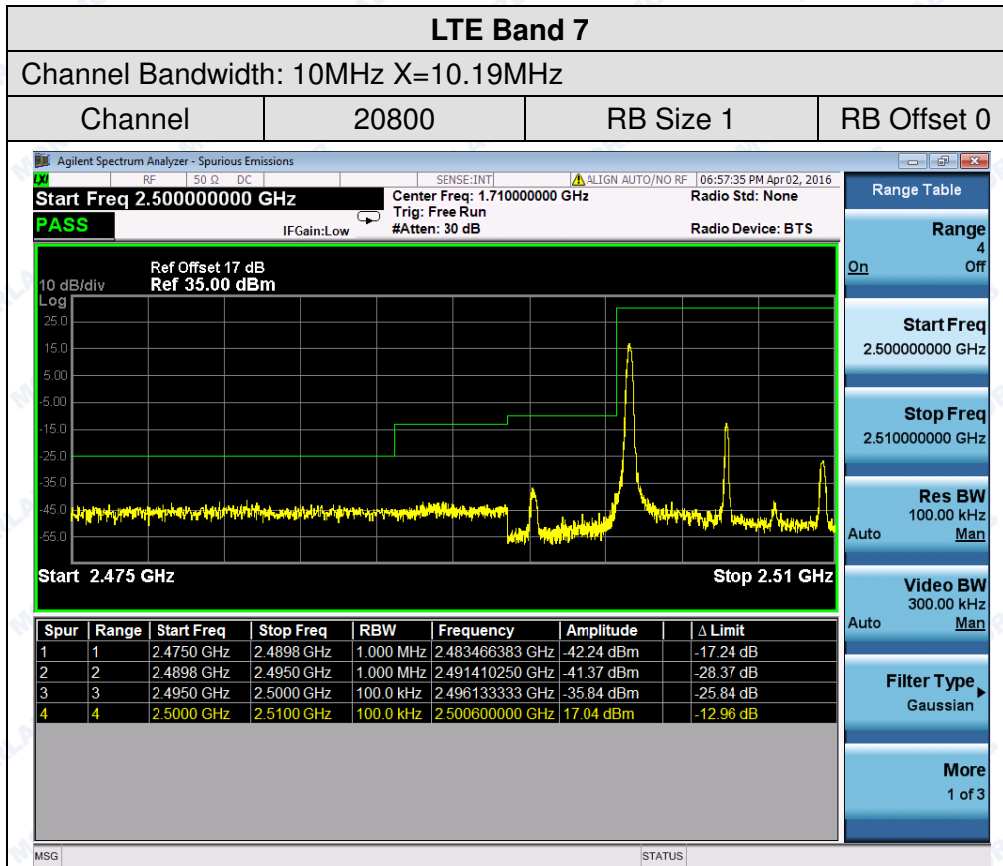 LTE Band 7
Channel Bandwidth: 10MHz X=10.19MHz
Channel 20800 RB Size 1 RB Offset 0
Agilent Spectrum Analyzer - Spurious Emissions
LXI RF 50 Ω DC SENSE:INT ALIGN AUTO/NO RF 06:57:35 PM Apr 02, 2016
Start Freq 2.500000000 GHz Center Freq: 1.710000000 GHz Radio Std: None
PASS IFGain:Low Trig: Free Run
#Atten: 30 dB Radio Device: BTS
Ref Offset 17 dB
10 dB/div Ref 35.00 dBm
Log
25.0
15.0
5.00
-5.00
-15.0
-25.0
-35.0
-45.0
-55.0
Start 2.475 GHz Stop 2.51 GHz
Spur Range Start Freq Stop Freq RBW Frequency Amplitude Δ Limit
1 1 2.4750 GHz 2.4898 GHz 1.000 MHz 2.483466383 GHz -42.24 dBm -17.24 dB
2 2 2.4898 GHz 2.4950 GHz 1.000 MHz 2.491410250 GHz -41.37 dBm -28.37 dB
3 3 2.4950 GHz 2.5000 GHz 100.0 kHz 2.496133333 GHz -35.84 dBm -25.84 dB
4 4 2.5000 GHz 2.5100 GHz 100.0 kHz 2.500600000 GHz 17.04 dBm -12.96 dB
Range Table
Range
4
On Off
Start Freq
2.500000000 GHz
Stop Freq
2.510000000 GHz
Res BW
100.00 kHz
Auto Man
Video BW
300.00 kHz
Auto Man
Filter Type
Gaussian
More
1 of 3
MSG STATUS